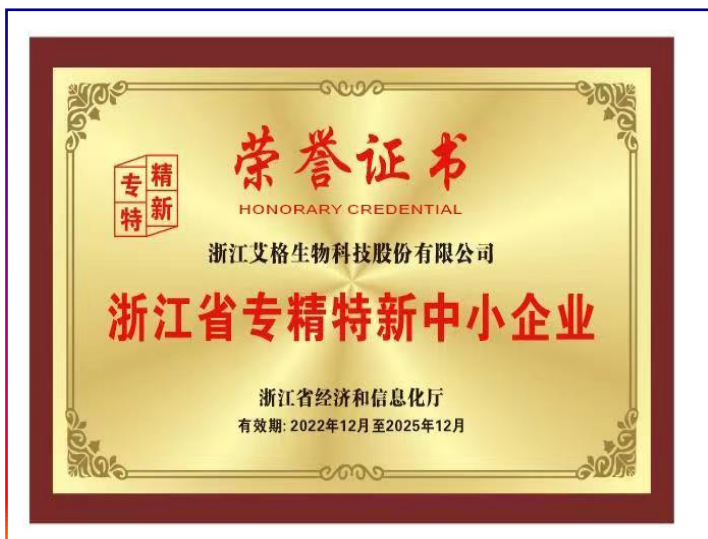 荣誉证书
专精
特新
HONORARY CREDENTIAL
浙江艾格生物科技股份有限公司
浙江省专精特新中小企业
浙江省经济和信息化厅
有效期: 2022年12月至2025年12月